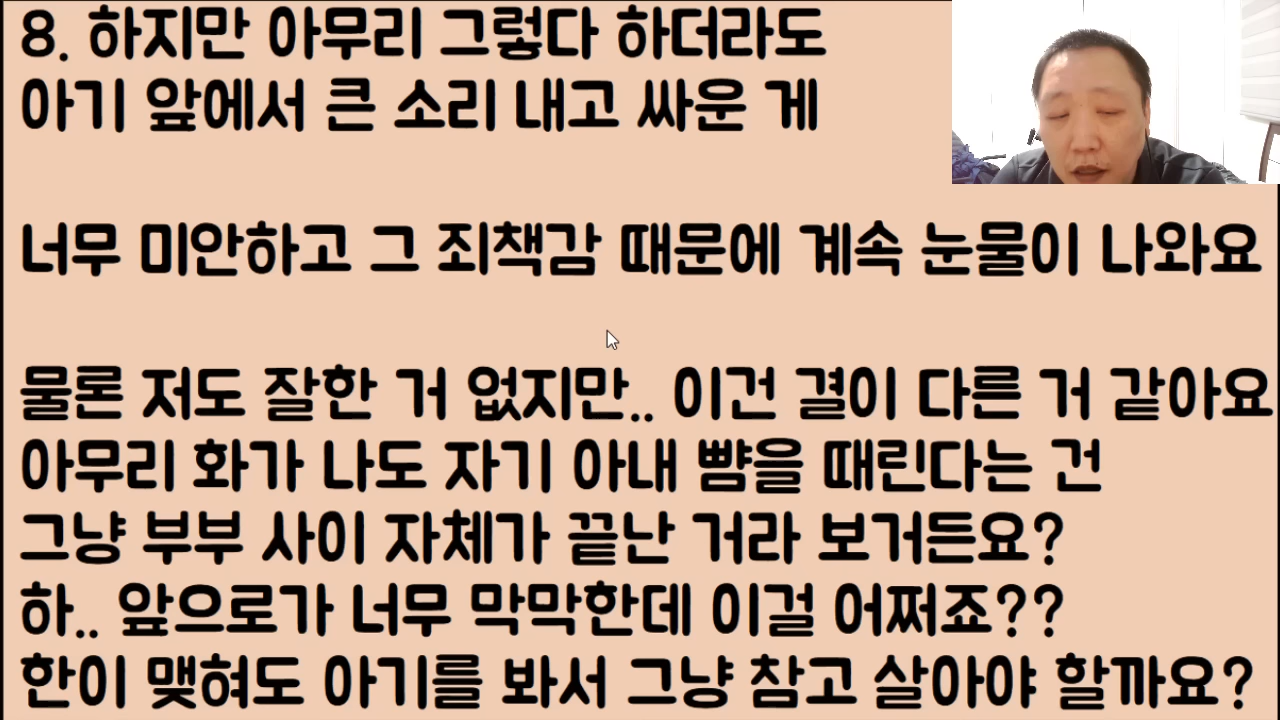 8. 하지만 아무리 그렇다 하더라도
아기 앞에서 큰 소리 내고 싸운 게
너무 미안하고 그 죄책감 때문에 계속 눈물이 나와요
물론 저도 잘한 거 없지만.. 이건 결이 다른 거 같아요
아무리 화가 나도 자기 아내 뺨을 때린다는 건
그냥 부부 사이 자체가 끝난 거라 보거든요?
하.. 앞으로가 너무 막막한데 이걸 어쩌죠??
한이 맺혀도 아기를 봐서 그냥 참고 살아야 할까요?